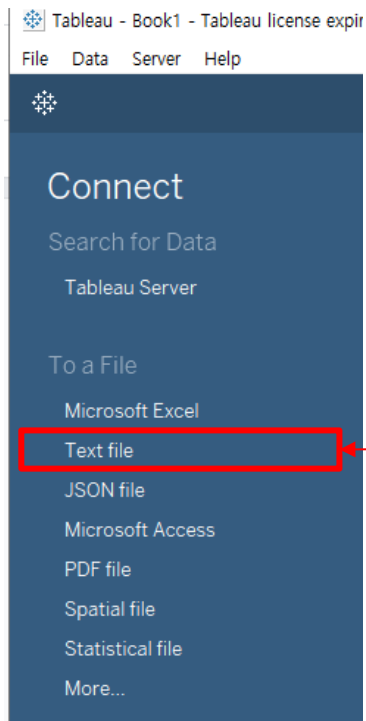 Tableau - Book1 - Tableau license expir
File Data Server Help
Connect
Search for Data
Tableau Server
To a File
Microsoft Excel
Text file
JSON file
Microsoft Access
PDF file
Spatial file
Statistical file
More...